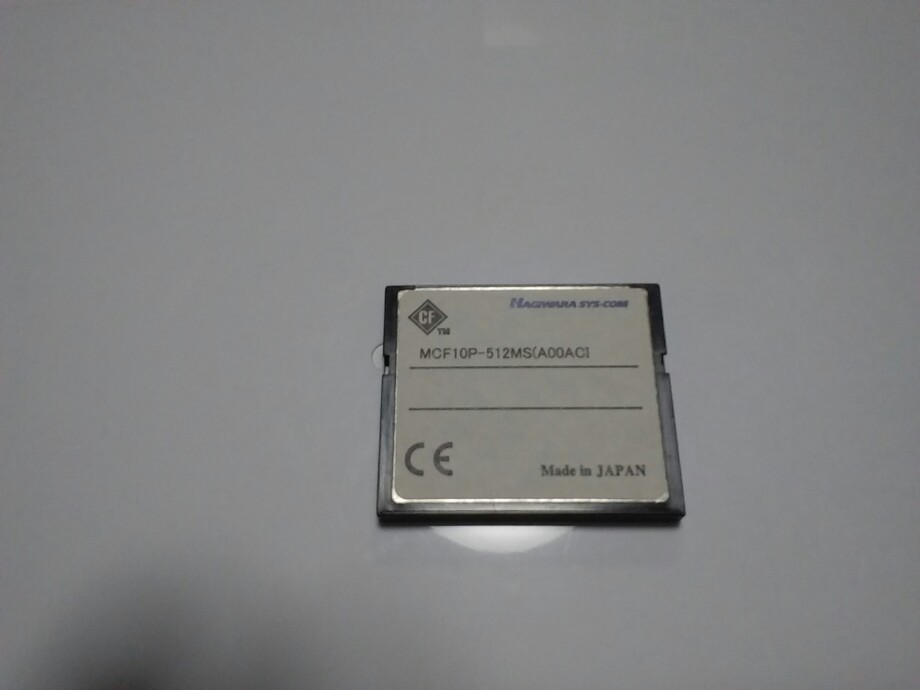 CF
TM
HAGIWARA SYS-COM
MCF10P-512MS(A00AC)
CE
Made in JAPAN